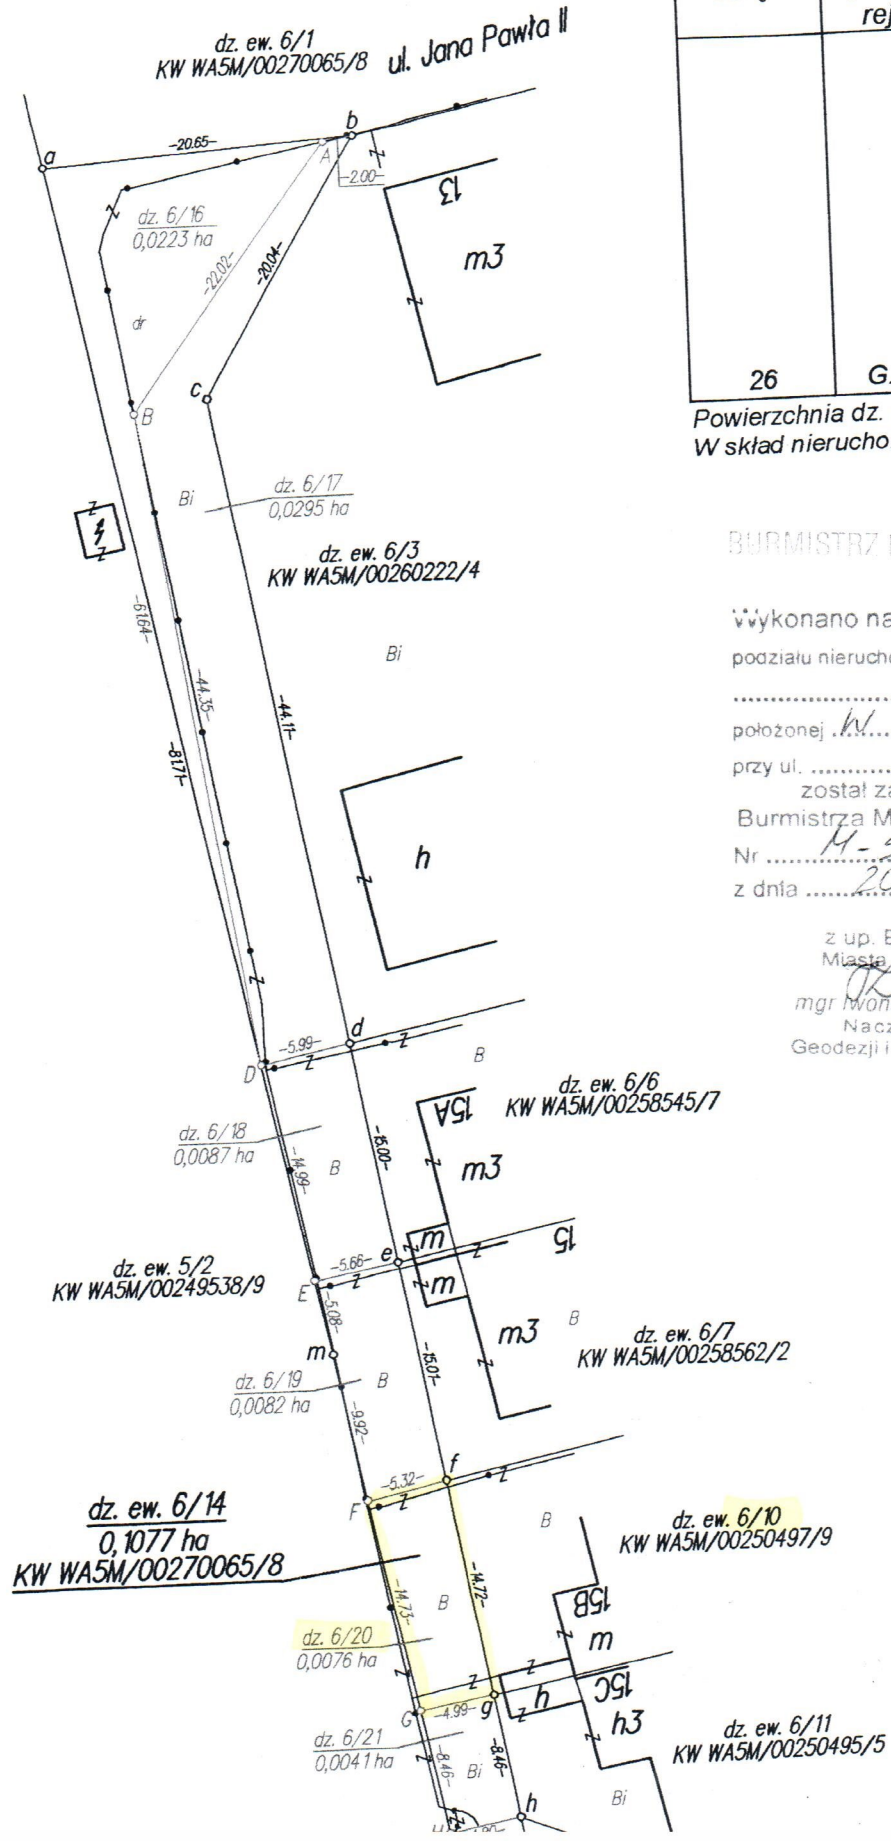 rej
dz. ew. 6/1
KW WA5M/00270065/8
ul. Jana Pawła II
a
-20.65-
b
A
z
-2.00-
13
m3
z
dz. 6/16
0,0223 ha
-22.02-
-20.04-
dr
B
c
26
G.
Powierzchnia dz.
W skład nierucho
Bi
dz. 6/17
0,0295 ha
dz. ew. 6/3
KW WA5M/00260222/4
BURMISTRZ
-61.64-
Wykonano na
podziału nierucho
Bi
-44.35-
-44.11-
położonej W
przy ul.
-81.71-
został za
Burmistrza M
Nr M-
z dnia 20
h
z up. B
Miasta
mgr Iwon
Nacz
Geodezji i
D
-5.99-
d
z
z
B
dz. ew. 6/6
KW WA5M/00258545/7
15A
dz. 6/18
0,0087 ha
-14.99-
B
-15.00-
m3
dz. ew. 5/2
KW WA5M/00249538/9
E
-5.66-
e
m
15
m
-5.08-
m
m3
B
dz. ew. 6/7
KW WA5M/00258562/2
-15.01-
dz. 6/19
0,0082 ha
B
-9.92-
F
-5.32-
f
z
z
dz. ew. 6/14
0,1077 ha
KW WA5M/00270065/8
B
dz. ew. 6/10
KW WA5M/00250497/9
-14.73-
B
-14.72-
15B
m
dz. 6/20
0,0076 ha
z
z
G
-4.99-
g
h
15C
h3
dz. 6/21
0,0041 ha
-8.46-
Bi
-8.46-
dz. ew. 6/11
KW WA5M/00250495/5
Bi
h